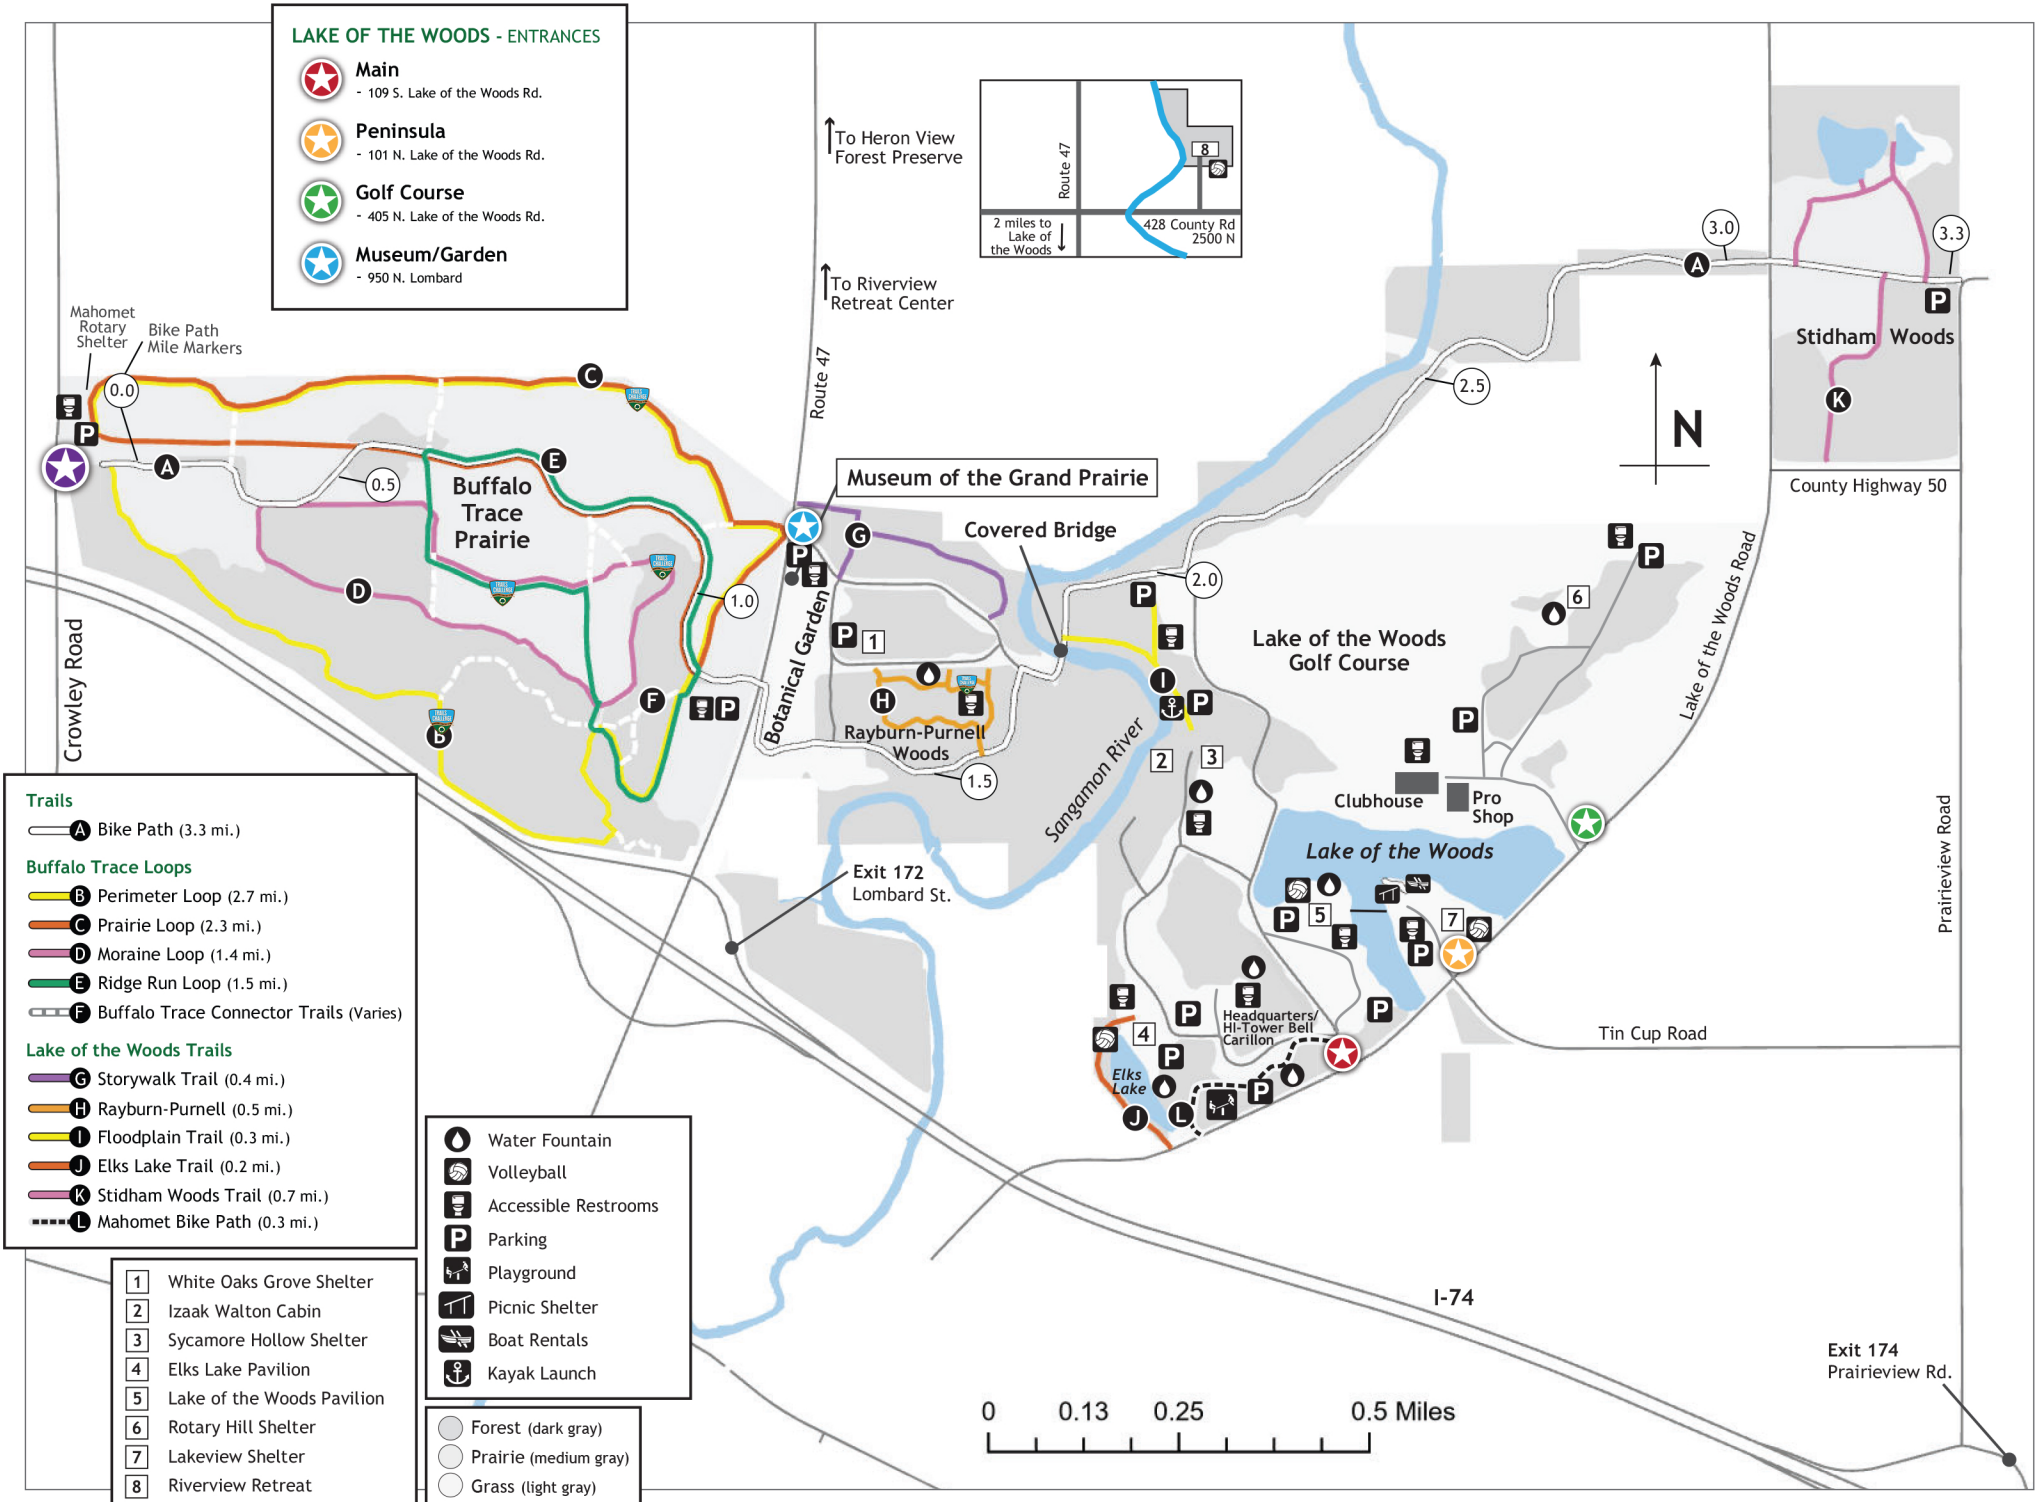 LAKE OF THE WOODS - ENTRANCES
Main
- 109 S. Lake of the Woods Rd.
Peninsula
- 101 N. Lake of the Woods Rd.
Golf Course
- 405 N. Lake of the Woods Rd.
Museum/Garden
- 950 N. Lombard
To Heron View
Forest Preserve
To Riverview
Retreat Center
Route 47
Route 47
8
2 miles to
Lake of
the Woods
428 County Rd
2500 N
3.0
3.3
A
P
Stidham Woods
K
County Highway 50
N
2.5
Mahomet
Rotary
Shelter
Bike Path
Mile Markers
0.0
P
A
0.5
C
E
Buffalo
Trace
Prairie
D
B
F
1.0
P
Crowley Road
Museum of the Grand Prairie
Covered Bridge
G
P
Botanical Garden
P
1
H
Rayburn-Purnell
Woods
1.5
2.0
P
I
P
2
3
Sangamon River
Lake of the Woods
Golf Course
6
P
P
Lake of the Woods Road
Clubhouse
Pro
Shop
Lake of the Woods
P
5
7
P
P
Prairieview Road
Tin Cup Road
Exit 172
Lombard St.
P
Headquarters/
HI-Tower Bell
Carillon
4
P
Elks
Lake
J
L
P
I-74
Exit 174
Prairieview Rd.
0 0.13 0.25 0.5 Miles
Trails
A Bike Path (3.3 mi.)
Buffalo Trace Loops
B Perimeter Loop (2.7 mi.)
C Prairie Loop (2.3 mi.)
D Moraine Loop (1.4 mi.)
E Ridge Run Loop (1.5 mi.)
F Buffalo Trace Connector Trails (Varies)
Lake of the Woods Trails
G Storywalk Trail (0.4 mi.)
H Rayburn-Purnell (0.5 mi.)
I Floodplain Trail (0.3 mi.)
J Elks Lake Trail (0.2 mi.)
K Stidham Woods Trail (0.7 mi.)
L Mahomet Bike Path (0.3 mi.)
1 White Oaks Grove Shelter
2 Izaak Walton Cabin
3 Sycamore Hollow Shelter
4 Elks Lake Pavilion
5 Lake of the Woods Pavilion
6 Rotary Hill Shelter
7 Lakeview Shelter
8 Riverview Retreat
Water Fountain
Volleyball
Accessible Restrooms
P Parking
Playground
Picnic Shelter
Boat Rentals
Kayak Launch
Forest (dark gray)
Prairie (medium gray)
Grass (light gray)